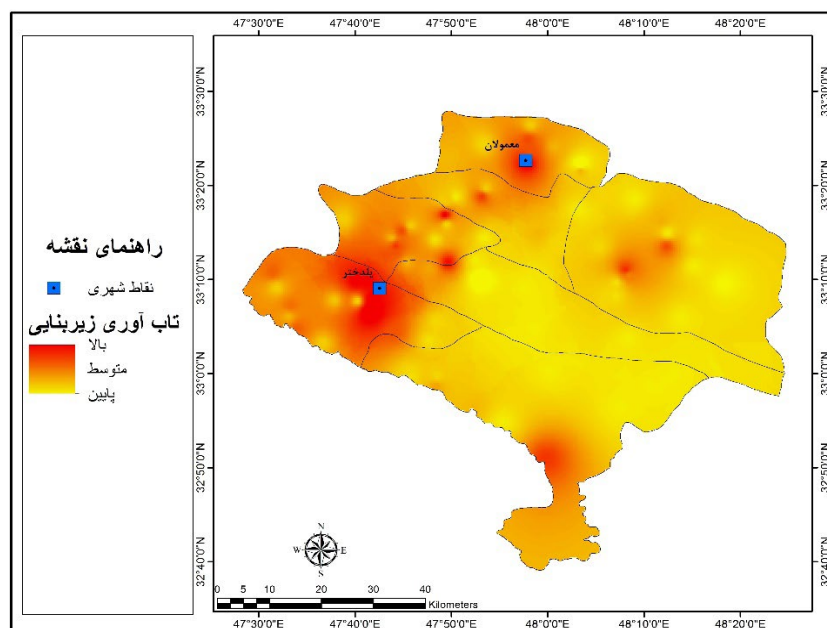 47°30'0"E 47°40'0"E 47°50'0"E 48°0'0"E 48°10'0"E 48°20'0"E
33°30'0"N
33°20'0"N
33°10'0"N
33°0'0"N
32°50'0"N
32°40'0"N
33°30'0"N
33°20'0"N
33°10'0"N
33°0'0"N
32°50'0"N
32°40'0"N
معمولان
پلدختر
راهنمای نقشه
نقاط شهری
تاب آوری زیربنایی
بالا
متوسط
پایین
N
W E
S
0 5 10 20 30 40
Kilometers
47°30'0"E 47°40'0"E 47°50'0"E 48°0'0"E 48°10'0"E 48°20'0"E